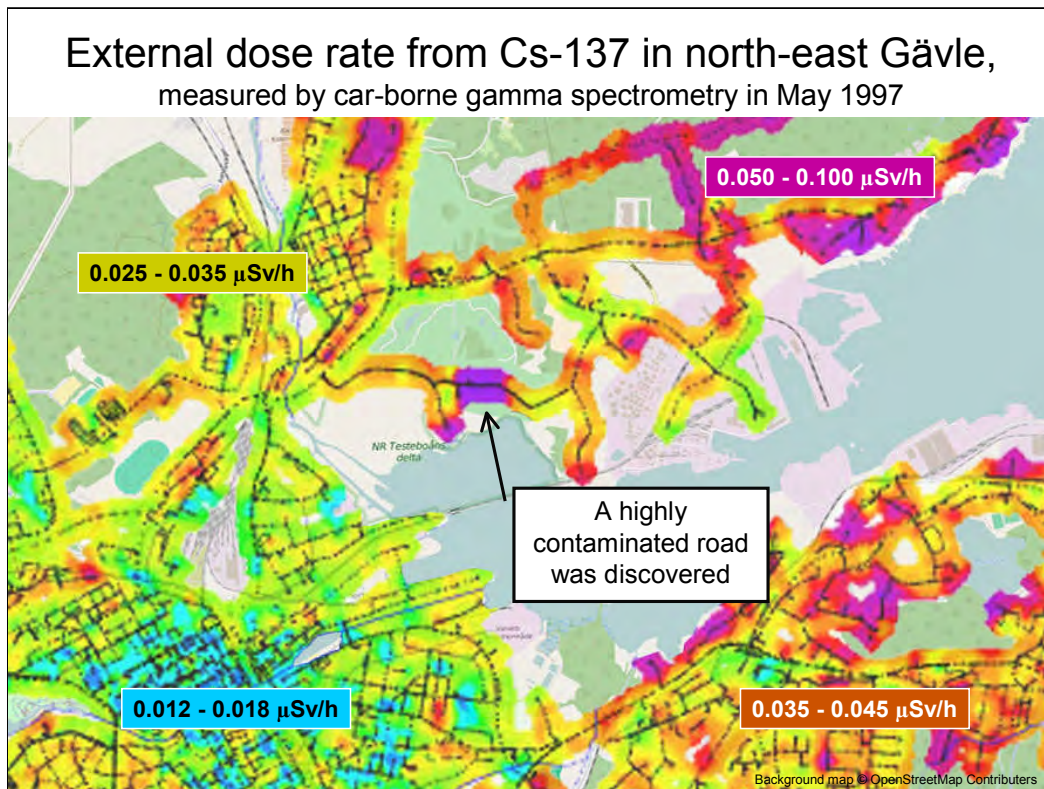 External dose rate from Cs-137 in north-east Gävle,
measured by car-borne gamma spectrometry in May 1997
0.050 - 0.100 µSv/h
0.025 - 0.035 µSv/h
NR Testeboåns
delta
A highly
contaminated road
was discovered
0.012 - 0.018 µSv/h
0.035 - 0.045 µSv/h
Background map © OpenStreetMap Contributers